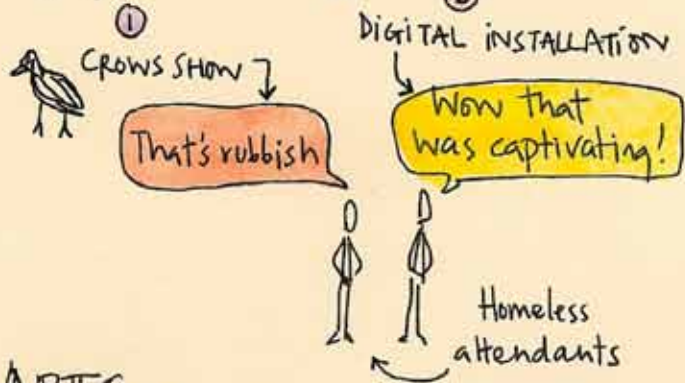 1
CROWS SHOW
That's rubbish
DIGITAL INSTALLATION
Wow that
was captivating!
Homeless
attendants